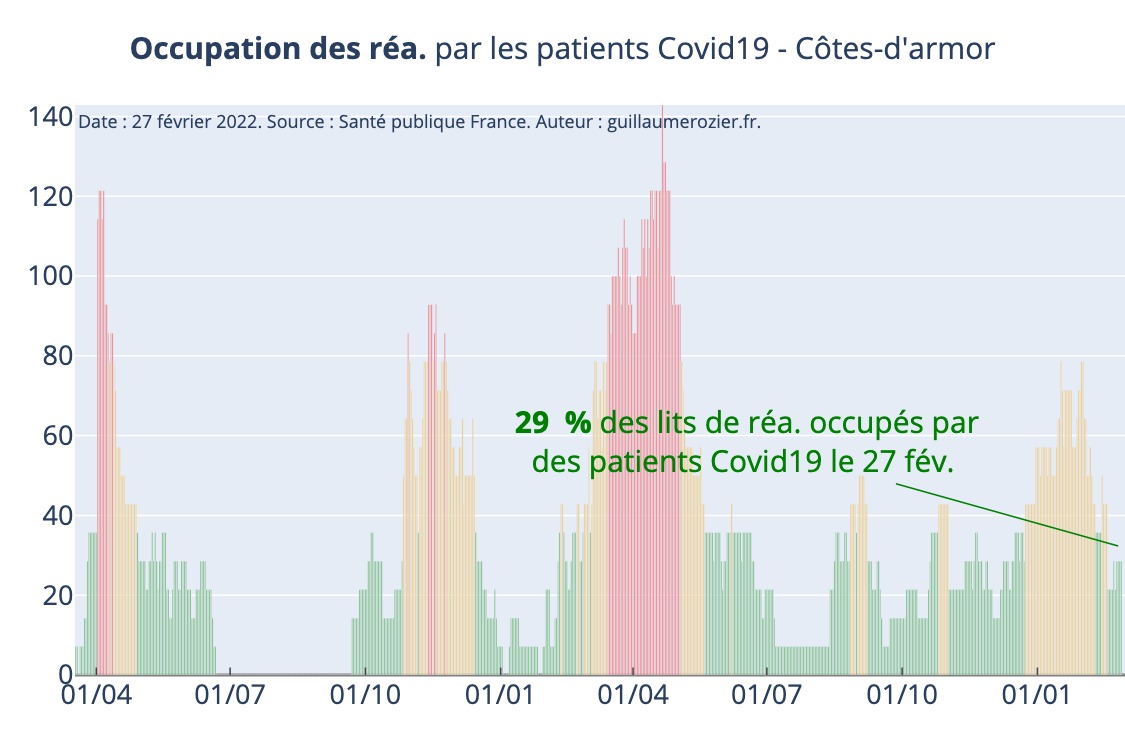 Occupation des réa. par les patients Covid19 - Côtes-d'armor
140
Date : 27 février 2022. Source : Santé publique France. Auteur : guillaumerozier.fr.
120
100
80
60
29 % des lits de réa. occupés par
des patients Covid19 le 27 fév.
40
20
0
01/04 01/07 01/10 01/01 01/04 01/07 01/10 01/01